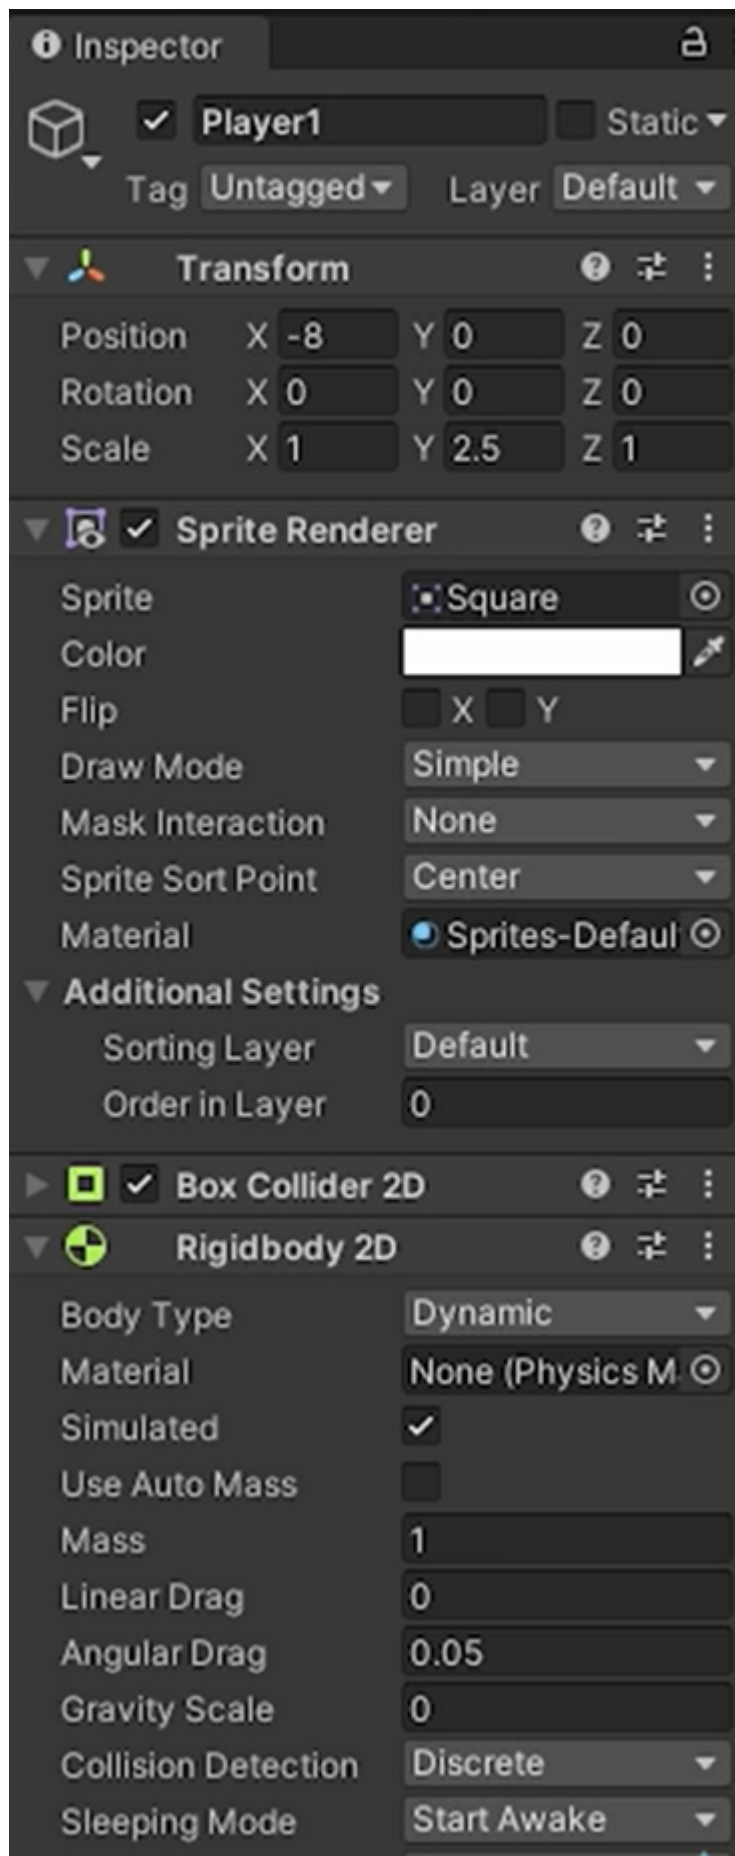 Inspector
Player1 Static
Tag Untagged Layer Default
Transform
Position X -8 Y 0 Z 0
Rotation X 0 Y 0 Z 0
Scale X 1 Y 2.5 Z 1
Sprite Renderer
Sprite Square
Color
Flip X Y
Draw Mode Simple
Mask Interaction None
Sprite Sort Point Center
Material Sprites-Defaul
Additional Settings
Sorting Layer Default
Order in Layer 0
Box Collider 2D
Rigidbody 2D
Body Type Dynamic
Material None (Physics M
Simulated
Use Auto Mass
Mass 1
Linear Drag 0
Angular Drag 0.05
Gravity Scale 0
Collision Detection Discrete
Sleeping Mode Start Awake